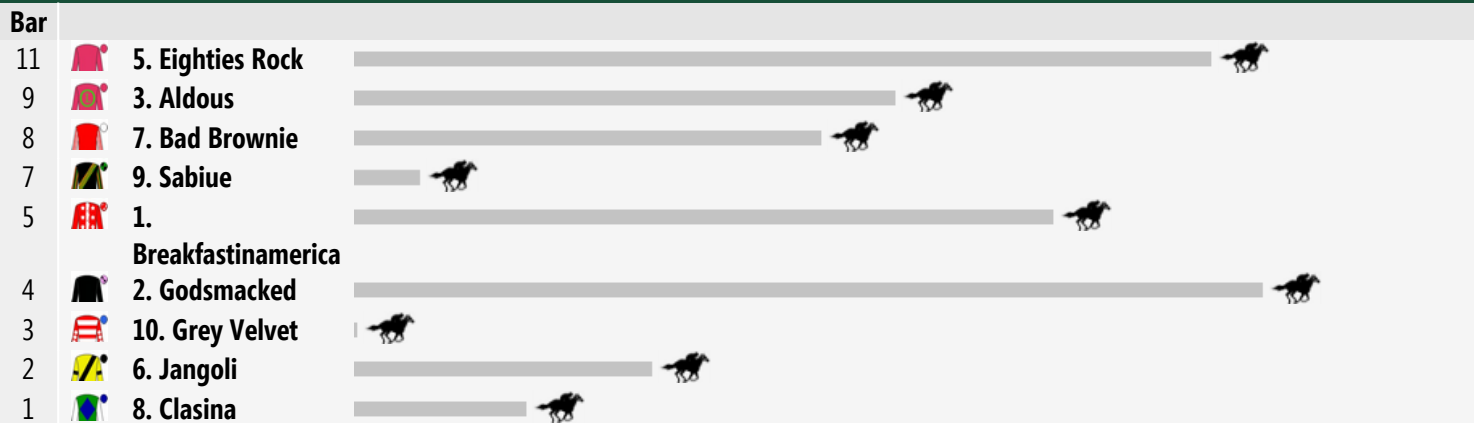 Bar
11 5. Eighties Rock
9 3. Aldous
8 7. Bad Brownie
7 9. Sabiue
5 1.
Breakfastinamerica
4 2. Godsmacked
3 10. Grey Velvet
2 6. Jangoli
1 8. Clasina